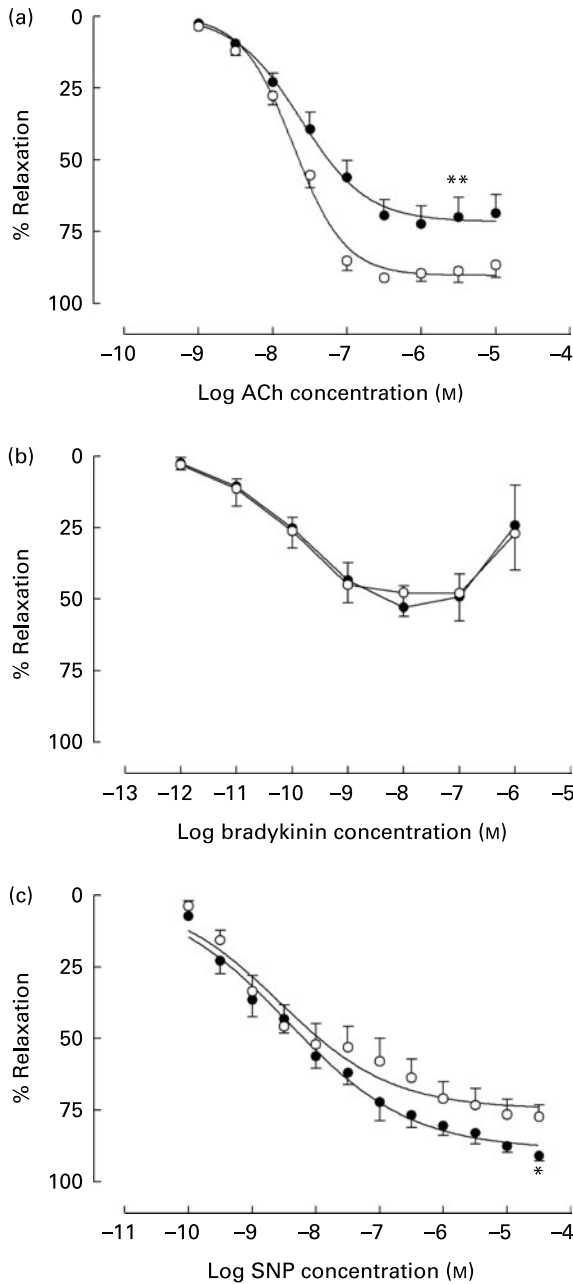 (a)
0
25
50
75
100
% Relaxation
**
–10 –9 –8 –7 –6 –5 –4
Log ACh concentration (M)
(b)
0
25
50
75
100
% Relaxation
–13 –12 –11 –10 –9 –8 –7 –6 –5
Log bradykinin concentration (M)
(c)
0
25
50
75
100
% Relaxation
*
–11 –10 –9 –8 –7 –6 –5 –4
Log SNP concentration (M)